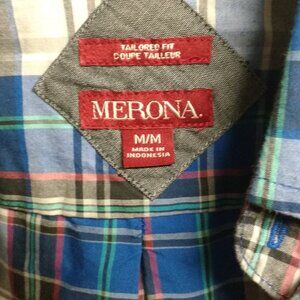 TAILORED FIT
COUPE TAILLEUR
MERONA.
M/M
MADE IN
INDONESIA